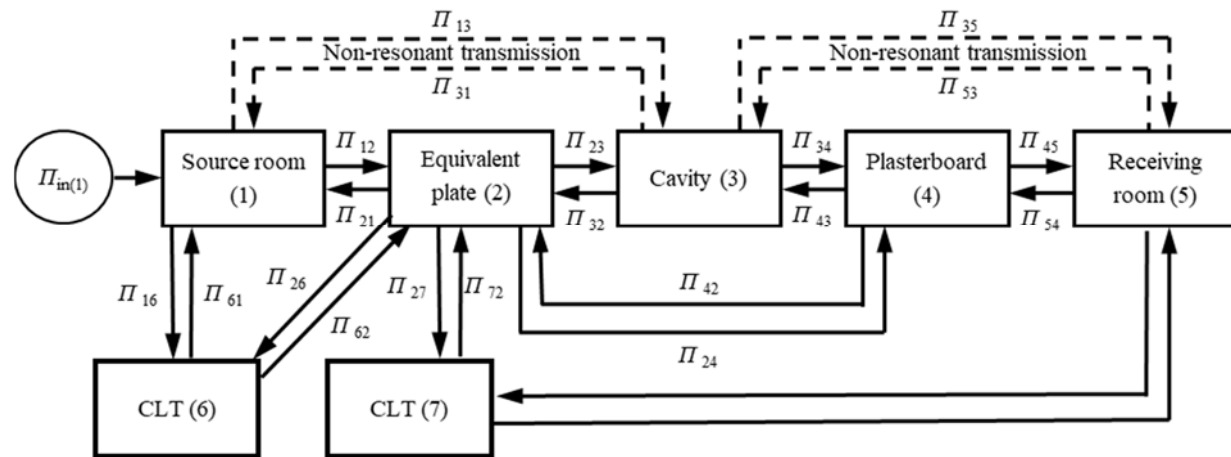 Π 13
Π 35
Non-resonant transmission
Non-resonant transmission
Π 31
Π 53
Π in(1)
Source room
(1)
Π 12
Π 21
Equivalent
plate (2)
Π 23
Π 32
Cavity (3)
Π 34
Π 43
Plasterboard
(4)
Π 45
Π 54
Receiving
room (5)
Π 16
Π 61
Π 26
Π 62
Π 27
Π 72
Π 42
Π 24
CLT (6)
CLT (7)